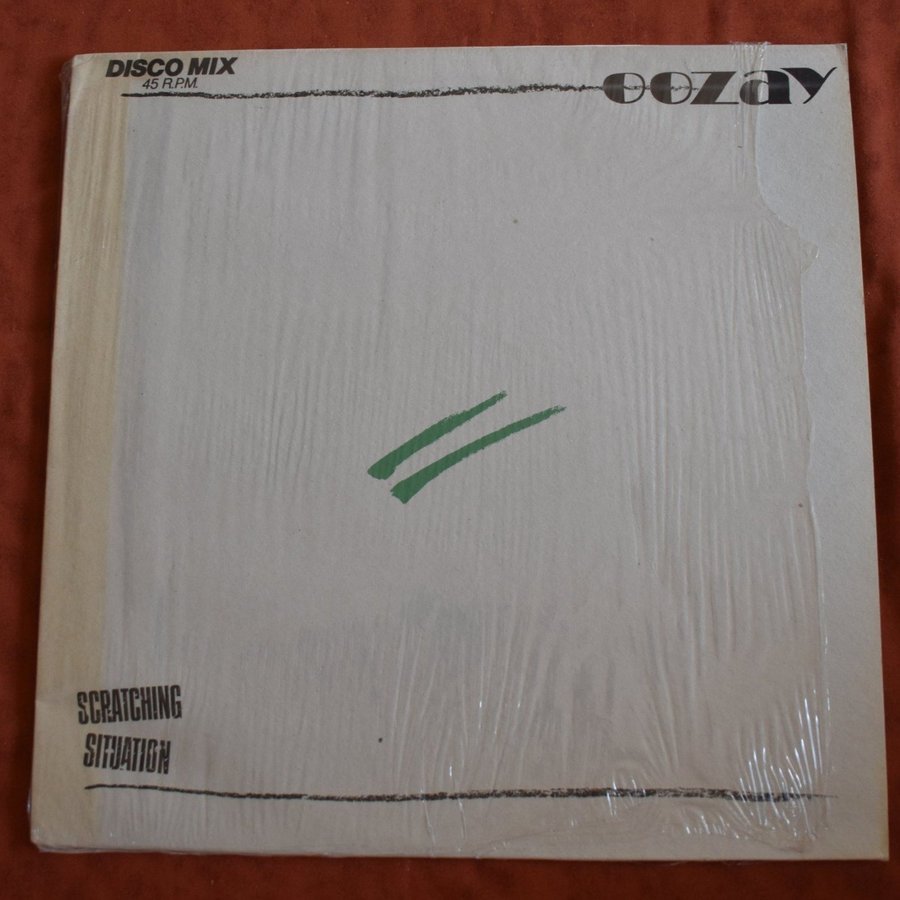 DISCO MIX
45 R.P.M.
oozay
SCRATCHING
SITUATION